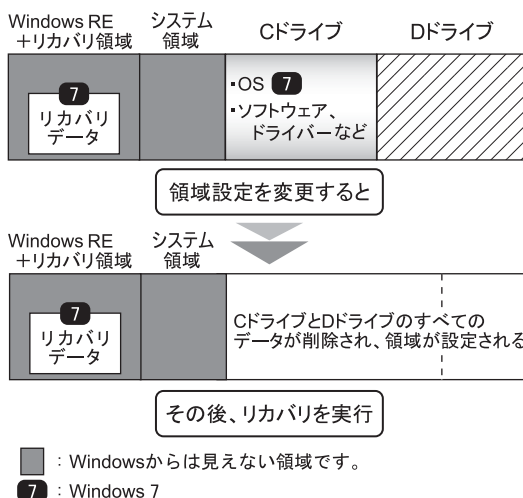 Windows RE
+リカバリ領域
システム
領域
Cドライブ
Dドライブ
7
リカバリ
データ
・OS 7
・ソフトウェア、
ドライバーなど
領域設定を変更すると
Windows RE
+リカバリ領域
システム
領域
7
リカバリ
データ
CドライブとDドライブのすべての
データが削除され、領域が設定される
その後、リカバリを実行
:Windowsからは見えない領域です。
7 :Windows 7